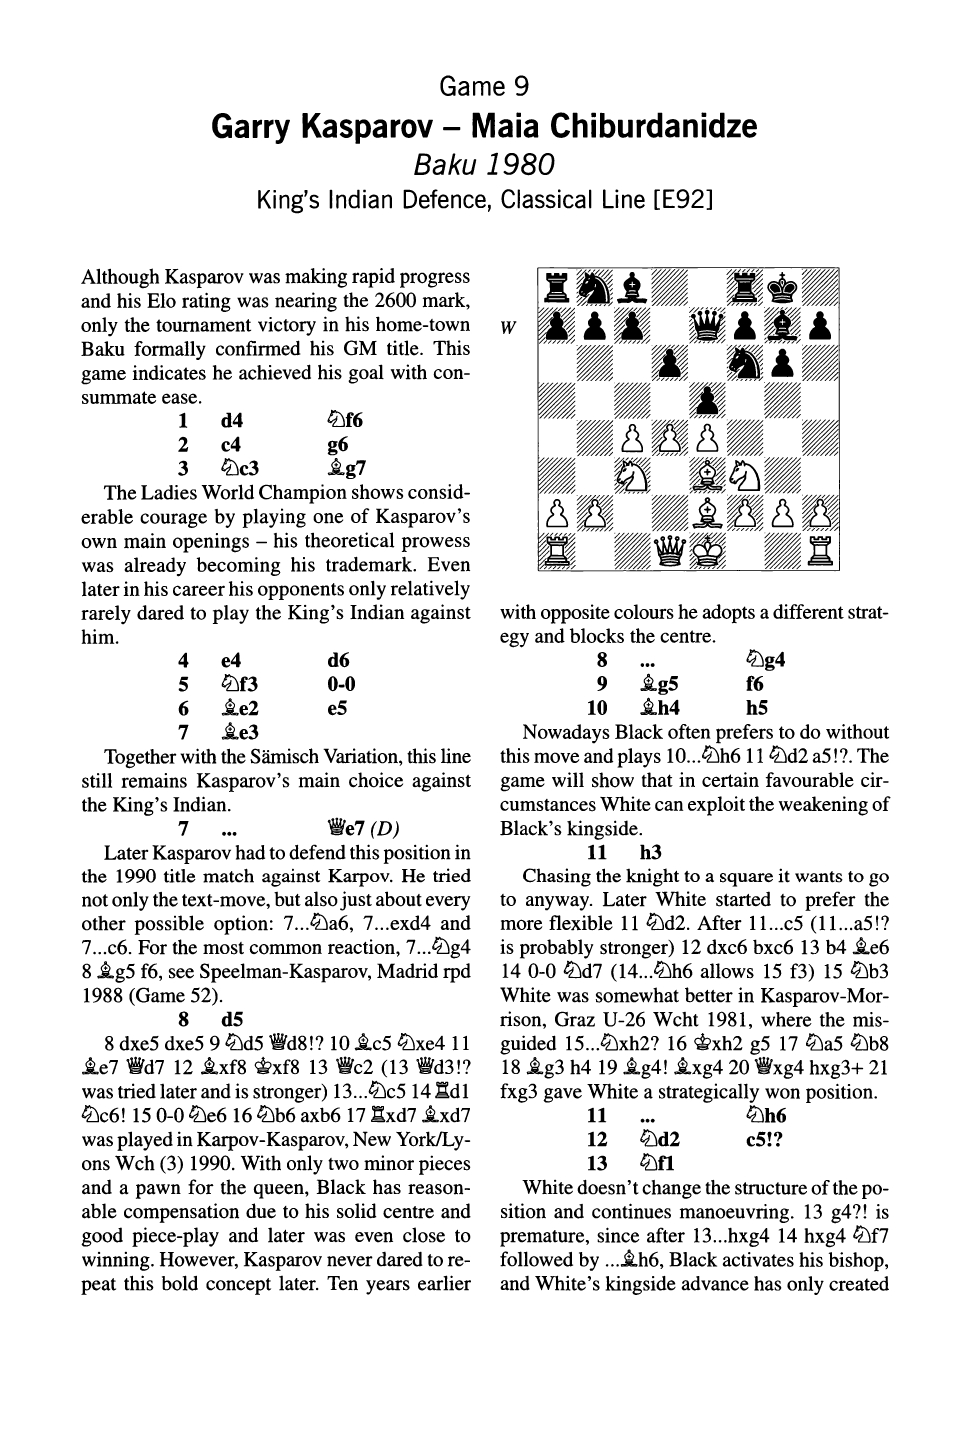 Game 9
Garry Kasparov – Maia Chiburdanidze
Baku 1980
King's Indian Defence, Classical Line [E92]
Although Kasparov was making rapid progress
and his Elo rating was nearing the 2600 mark,
only the tournament victory in his home-town
Baku formally confirmed his GM title. This
game indicates he achieved his goal with con-
summate ease.
1 d4 ♘f6
2 c4 g6
3 ♘c3 ♗g7
The Ladies World Champion shows consid-
erable courage by playing one of Kasparov's
own main openings – his theoretical prowess
was already becoming his trademark. Even
later in his career his opponents only relatively
rarely dared to play the King's Indian against
him.
4 e4 d6
5 ♘f3 0-0
6 ♗e2 e5
7 ♗e3
Together with the Sämisch Variation, this line
still remains Kasparov's main choice against
the King's Indian.
7 ... ♕e7 (D)
Later Kasparov had to defend this position in
the 1990 title match against Karpov. He tried
not only the text-move, but also just about every
other possible option: 7...♘a6, 7...exd4 and
7...c6. For the most common reaction, 7...♘g4
8 ♗g5 f6, see Speelman-Kasparov, Madrid rpd
1988 (Game 52).
8 d5
8 dxe5 dxe5 9 ♘d5 ♕d8!? 10 ♗c5 ♘xe4 11
♗e7 ♕d7 12 ♗xf8 ♔xf8 13 ♕c2 (13 ♕d3!?
was tried later and is stronger) 13...♘c5 14 ♖d1
♘c6! 15 0-0 ♘e6 16 ♘b6 axb6 17 ♖xd7 ♗xd7
was played in Karpov-Kasparov, New York/Ly-
ons Wch (3) 1990. With only two minor pieces
and a pawn for the queen, Black has reason-
able compensation due to his solid centre and
good piece-play and later was even close to
winning. However, Kasparov never dared to re-
peat this bold concept later. Ten years earlier
W
with opposite colours he adopts a different strat-
egy and blocks the centre.
8 ... ♘g4
9 ♗g5 f6
10 ♗h4 h5
Nowadays Black often prefers to do without
this move and plays 10...♘h6 11 ♘d2 a5!?. The
game will show that in certain favourable cir-
cumstances White can exploit the weakening of
Black's kingside.
11 h3
Chasing the knight to a square it wants to go
to anyway. Later White started to prefer the
more flexible 11 ♘d2. After 11...c5 (11...a5!?
is probably stronger) 12 dxc6 bxc6 13 b4 ♗e6
14 0-0 ♘d7 (14...♘h6 allows 15 f3) 15 ♘b3
White was somewhat better in Kasparov-Mor-
rison, Graz U-26 Wcht 1981, where the mis-
guided 15...♘xh2? 16 ♔xh2 g5 17 ♘a5 ♘b8
18 ♗g3 h4 19 ♗g4! ♗xg4 20 ♕xg4 hxg3+ 21
fxg3 gave White a strategically won position.
11 ... ♘h6
12 ♘d2 c5!?
13 ♘f1
White doesn't change the structure of the po-
sition and continues manoeuvring. 13 g4?! is
premature, since after 13...hxg4 14 hxg4 ♘f7
followed by ...♗h6, Black activates his bishop,
and White's kingside advance has only created